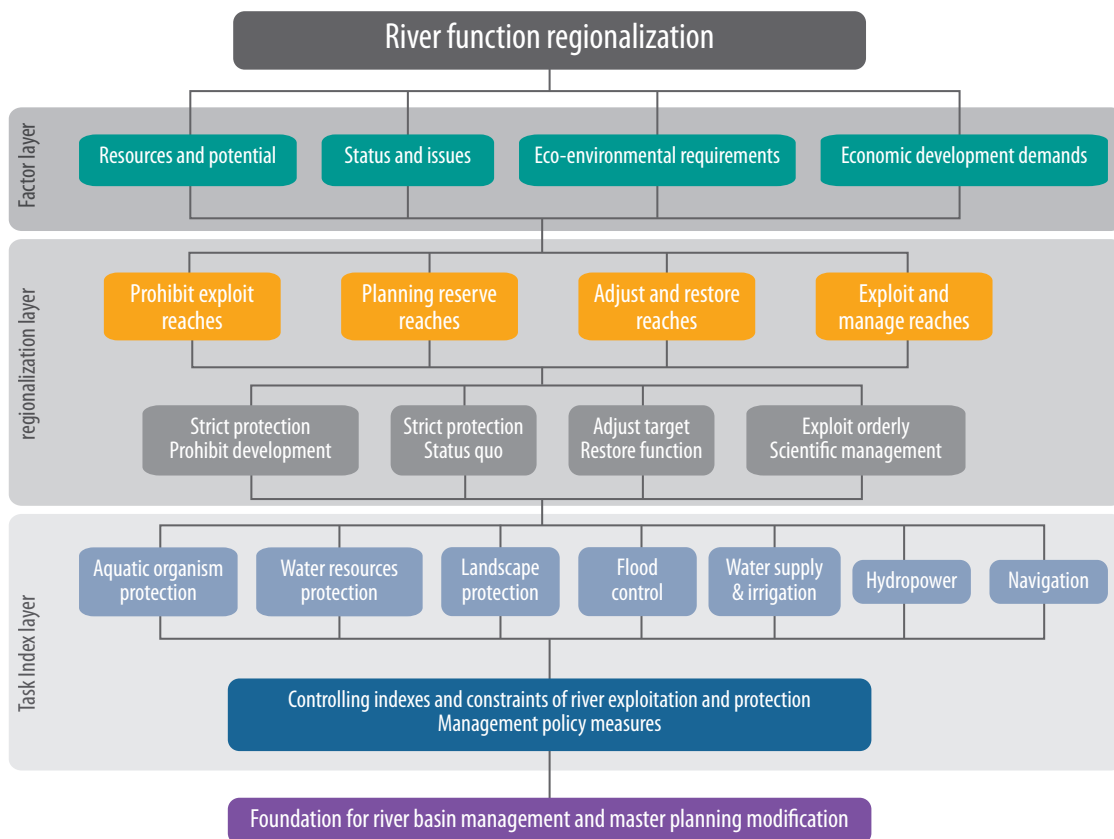 River function regionalization
Factor layer
Resources and potential
Status and issues
Eco-environmental requirements
Economic development demands
regionalization layer
Prohibit exploit
reaches
Planning reserve
reaches
Adjust and restore
reaches
Exploit and
manage reaches
Strict protection
Prohibit development
Strict protection
Status quo
Adjust target
Restore function
Exploit orderly
Scientific management
Task Index layer
Aquatic organism
protection
Water resources
protection
Landscape
protection
Flood
control
Water supply
& irrigation
Hydropower
Navigation
Controlling indexes and constraints of river exploitation and protection
Management policy measures
Foundation for river basin management and master planning modification